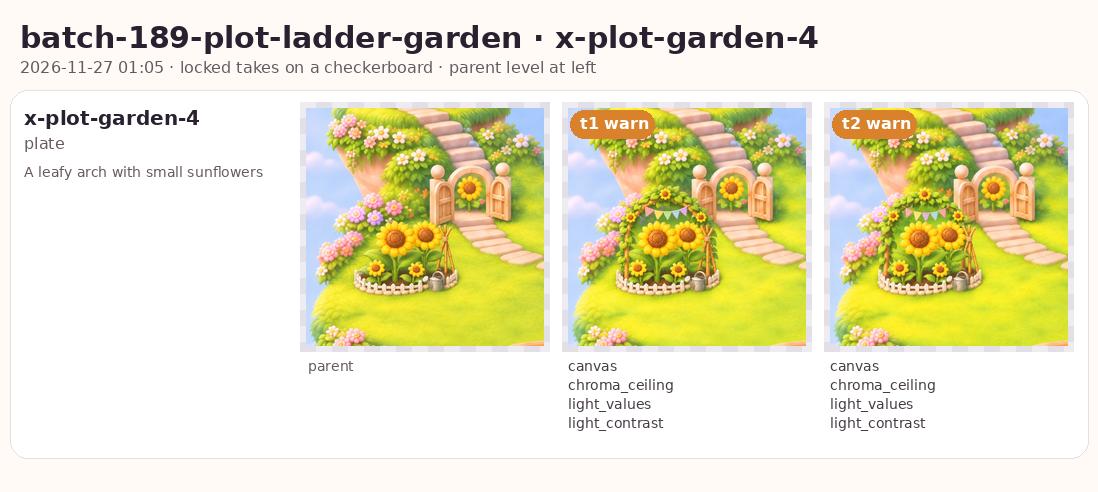 batch-189-plot-ladder-garden · x-plot-garden-4
2026-11-27 01:05 · locked takes on a checkerboard · parent level at left
x-plot-garden-4
plate
A leafy arch with small sunflowers
parent
t1 warn
canvas
chroma_ceiling
light_values
light_contrast
t2 warn
canvas
chroma_ceiling
light_values
light_contrast